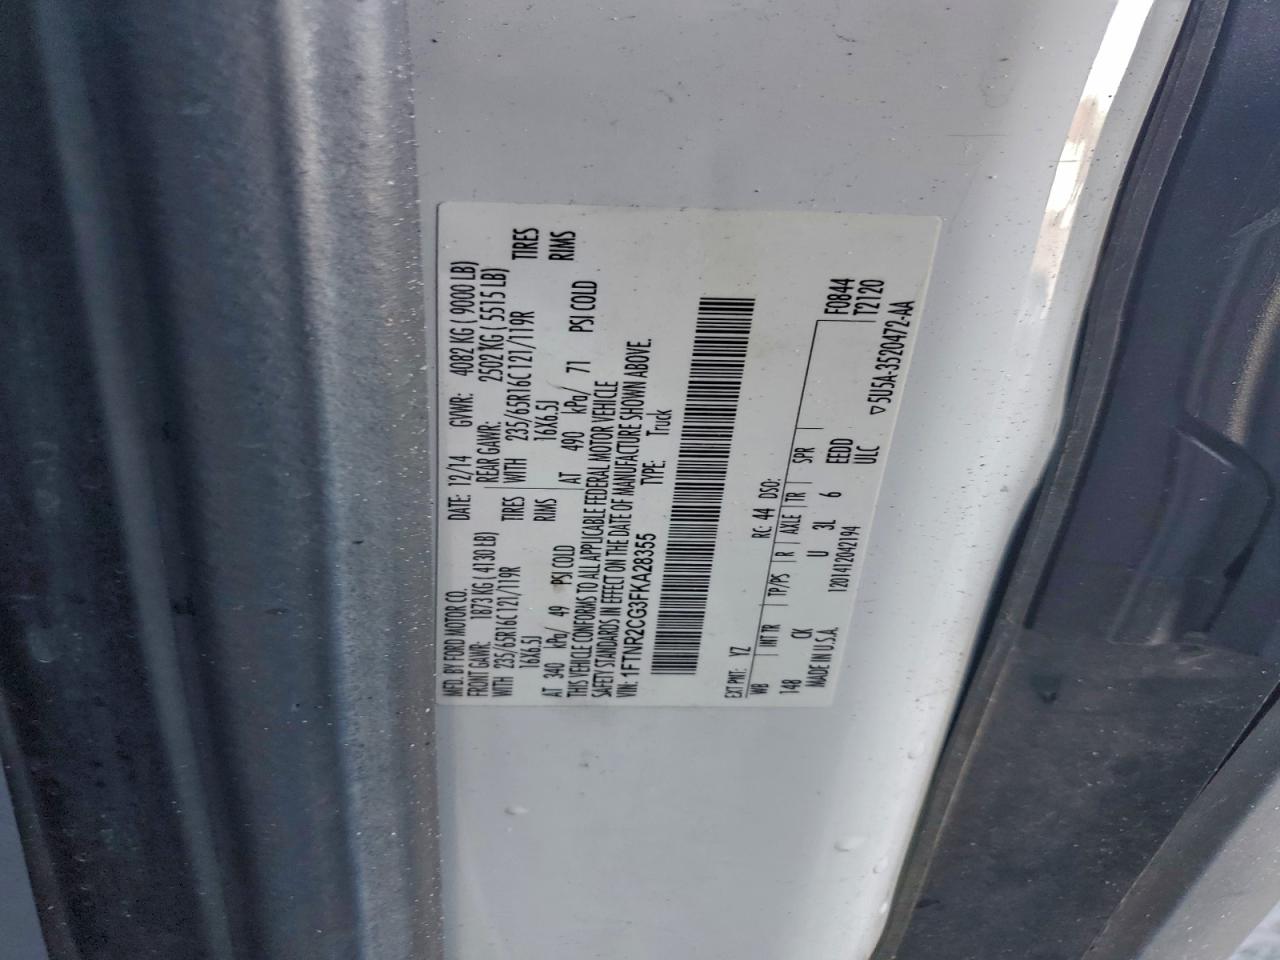 MFD. BY FORD MOTOR CO.
DATE: 12/14 GVWR: 4082 KG ( 9000 LB)
FRONT GAWR: 1873 KG ( 4130 LB)
REAR GAWR: 2502 KG ( 5515 LB)
WITH 235/65R16C 121/119R TIRES
WITH 235/65R16C 121/119R TIRES
16X6.5J RIMS
16X6.5J RIMS
AT 340 kPa/ 49 PSI COLD
AT 490 kPa/ 71 PSI COLD
THIS VEHICLE CONFORMS TO ALL APPLICABLE FEDERAL MOTOR VEHICLE
SAFETY STANDARDS IN EFFECT ON THE DATE OF MANUFACTURE SHOWN ABOVE.
VIN: 1FTNR2CG3FKA28355
TYPE: Truck
EXT PNT: YZ RC: 44 DSO:
WB INT TR TP/PS R AXLE TR SPR F0844
148 CK U 3L 6 EEDD T2120
MADE IN U.S.A. 1201412042194 ULC ▽5U5A-3520472-AA